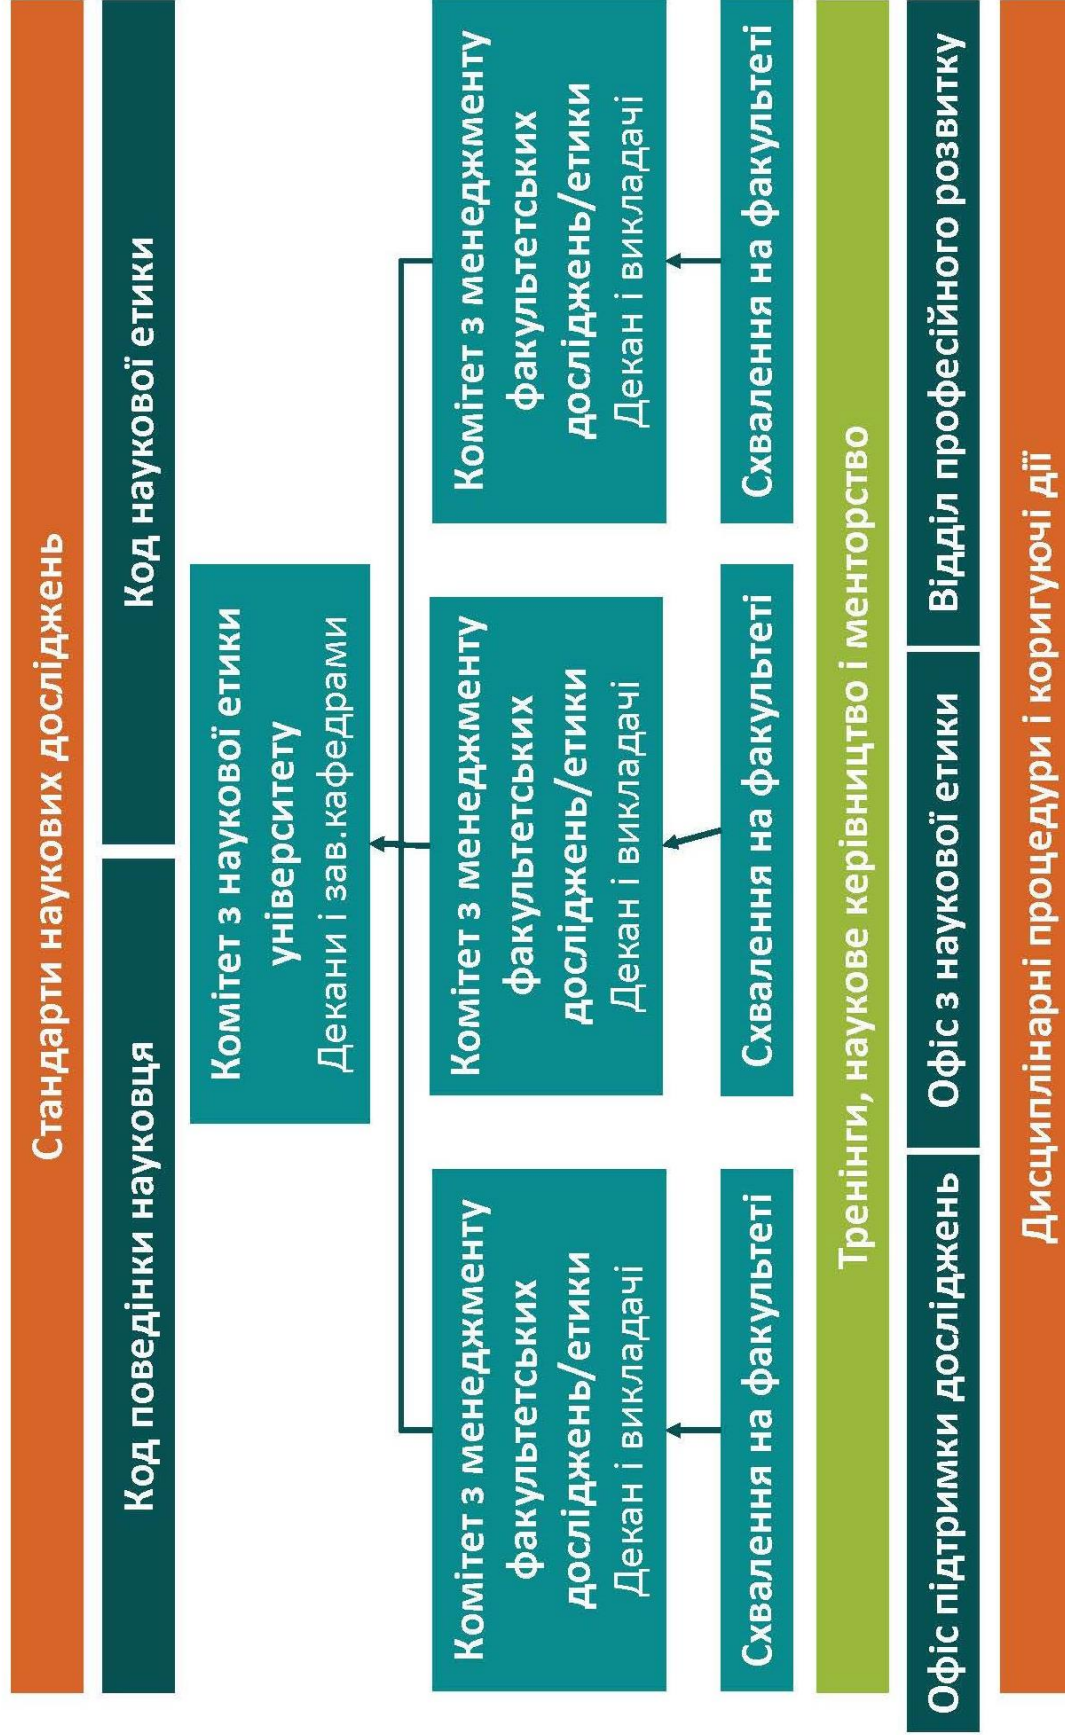 Стандарти наукових досліджень
Код поведінки науковця
Код наукової етики
Комітет з наукової етики
університету
Декани і зав.кафедрами
Комітет з менеджменту
факультетських
досліджень/етики
Декан і викладачі
Комітет з менеджменту
факультетських
досліджень/етики
Декан і викладачі
Комітет з менеджменту
факультетських
досліджень/етики
Декан і викладачі
Схвалення на факультеті
Схвалення на факультеті
Схвалення на факультеті
Тренінги, наукове керівництво і менторство
Офіс підтримки досліджень
Офіс з наукової етики
Відділ професійного розвитку
Дисциплінарні процедури і коригуючі дії